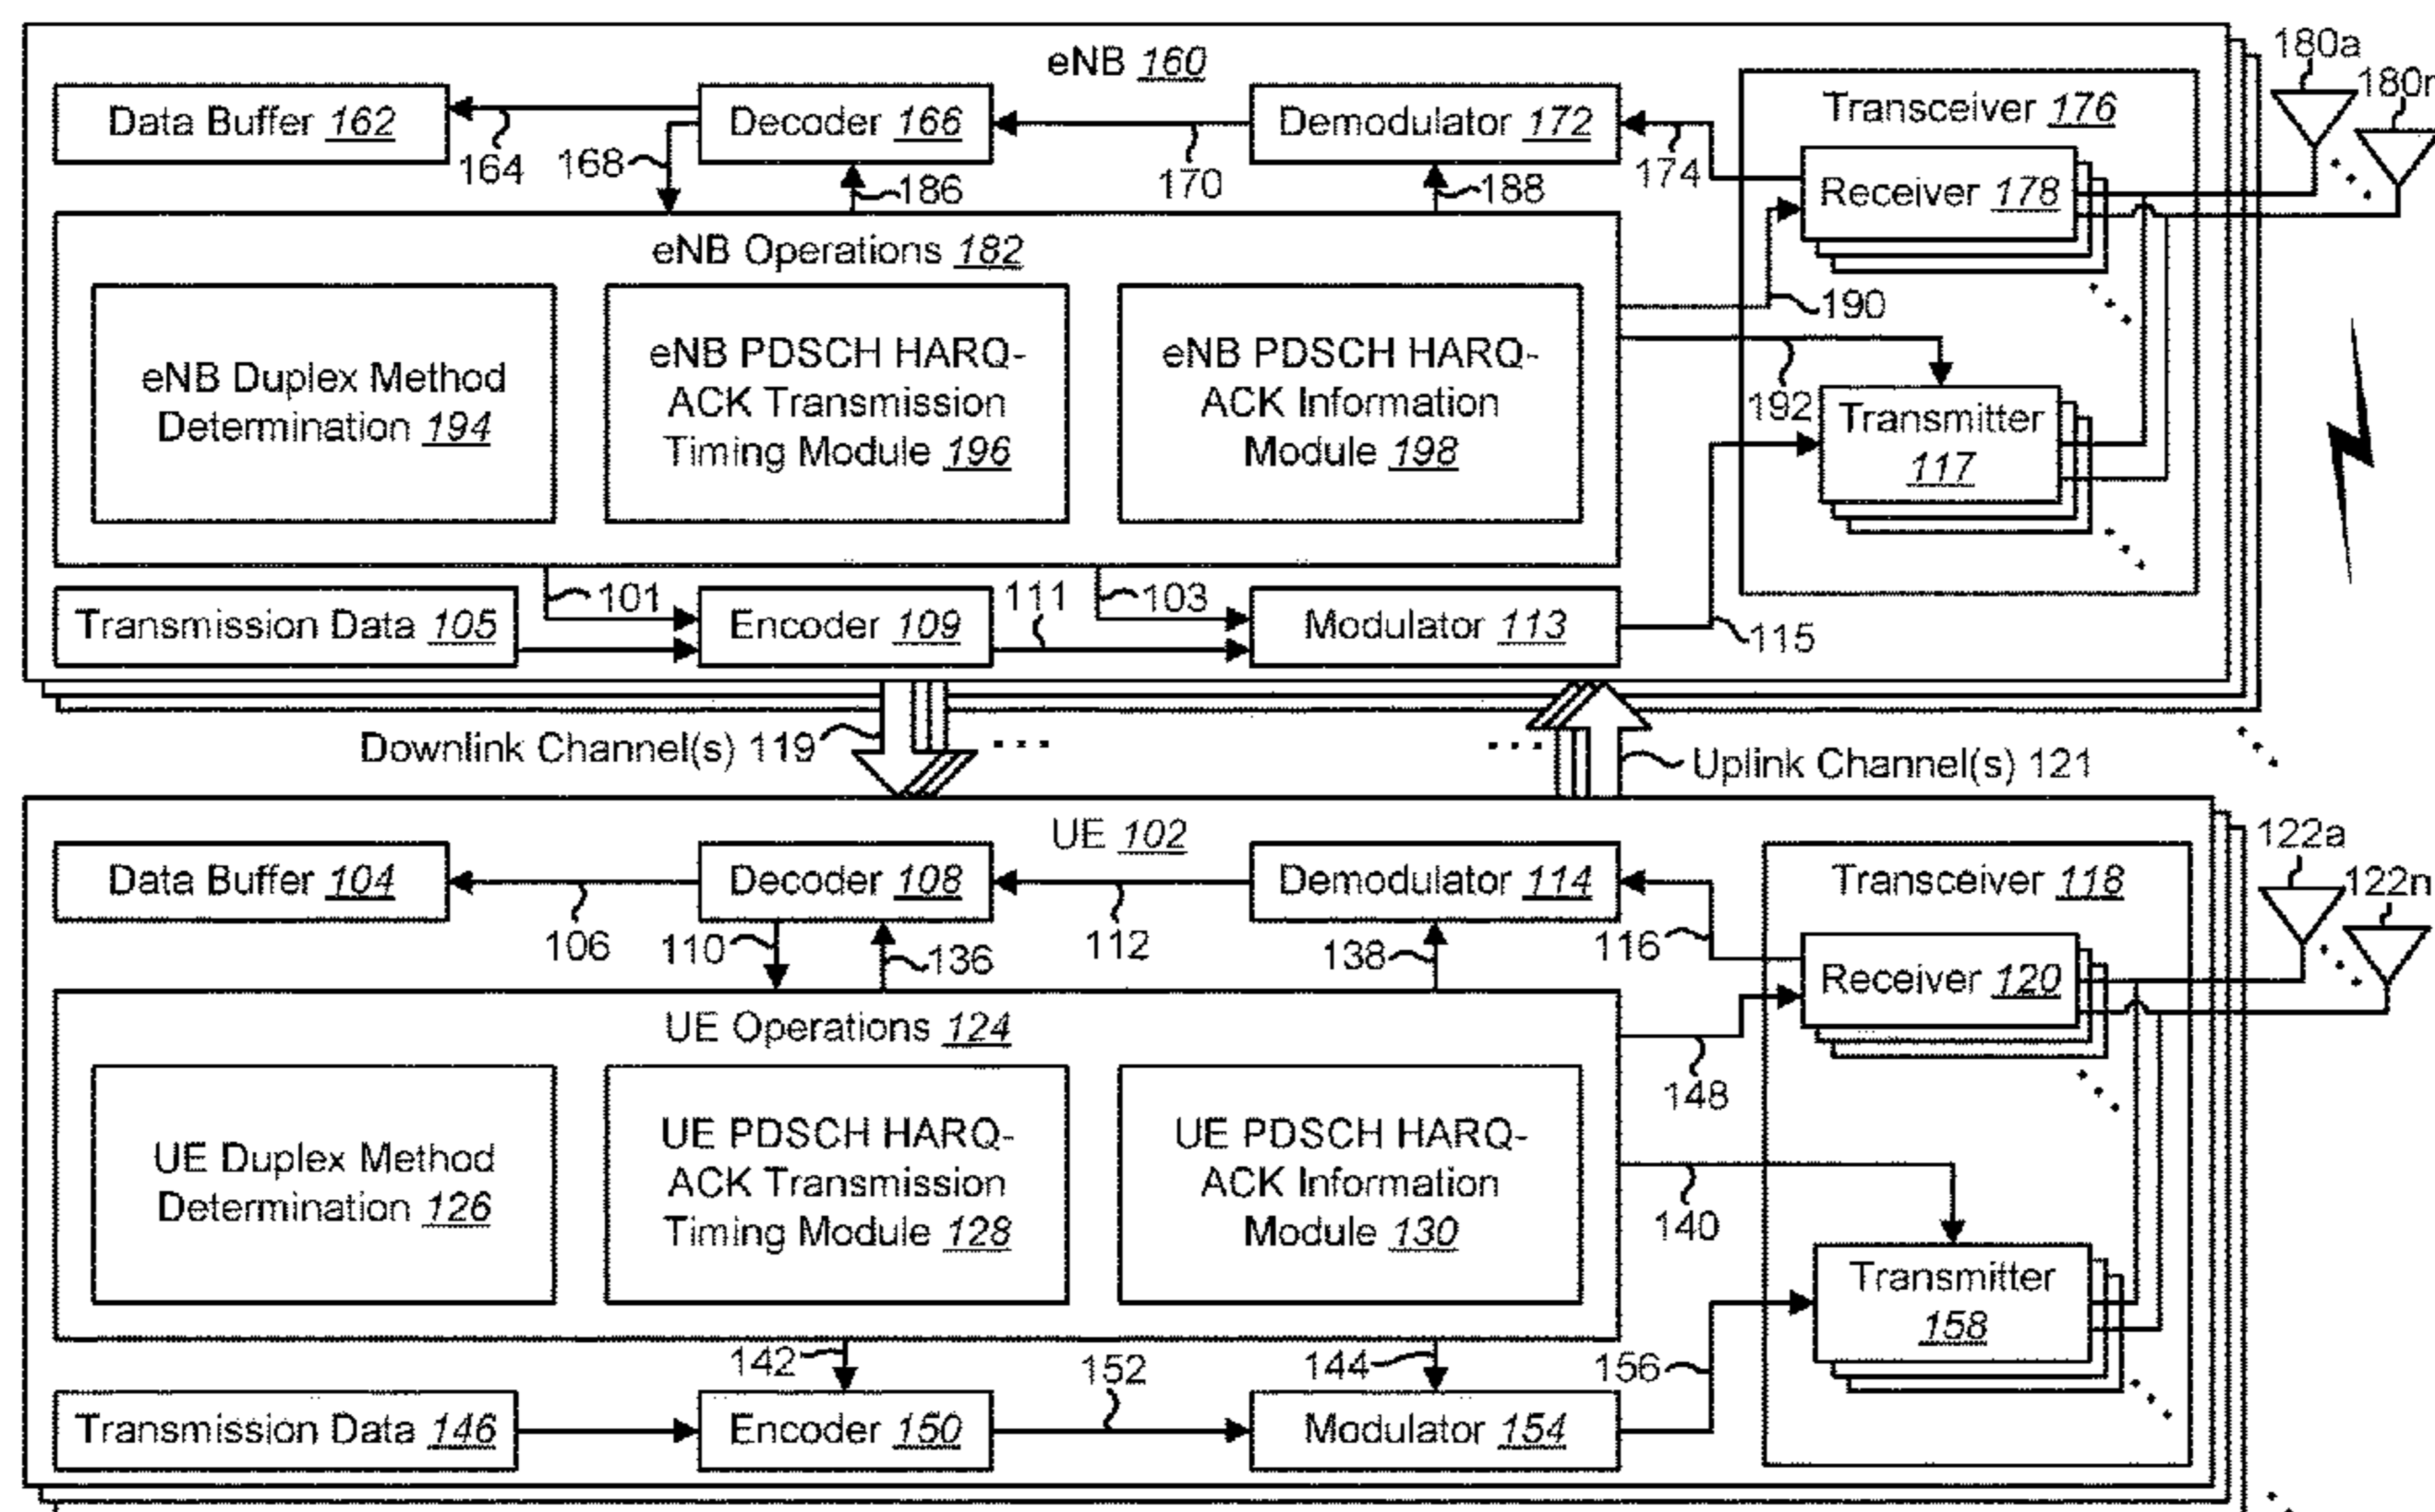 eNB 160
180a
180n
Data Buffer 162
Decoder 166
Demodulator 172
Transceiver 176
164
168
186
170
188
174
Receiver 178
eNB Operations 182
190
eNB Duplex Method
Determination 194
eNB PDSCH HARQ-
ACK Transmission
Timing Module 196
eNB PDSCH HARQ-
ACK Information
Module 198
192
Transmitter
117
101
111
103
Transmission Data 105
Encoder 109
Modulator 113
115
Downlink Channel(s) 119
...
...
Uplink Channel(s) 121
UE 102
122a
122n
Data Buffer 104
Decoder 108
Demodulator 114
Transceiver 118
106
110
136
112
138
116
Receiver 120
UE Operations 124
148
UE Duplex Method
Determination 126
UE PDSCH HARQ-
ACK Transmission
Timing Module 128
UE PDSCH HARQ-
ACK Information
Module 130
140
Transmitter
158
142
152
144
156
Transmission Data 146
Encoder 150
Modulator 154